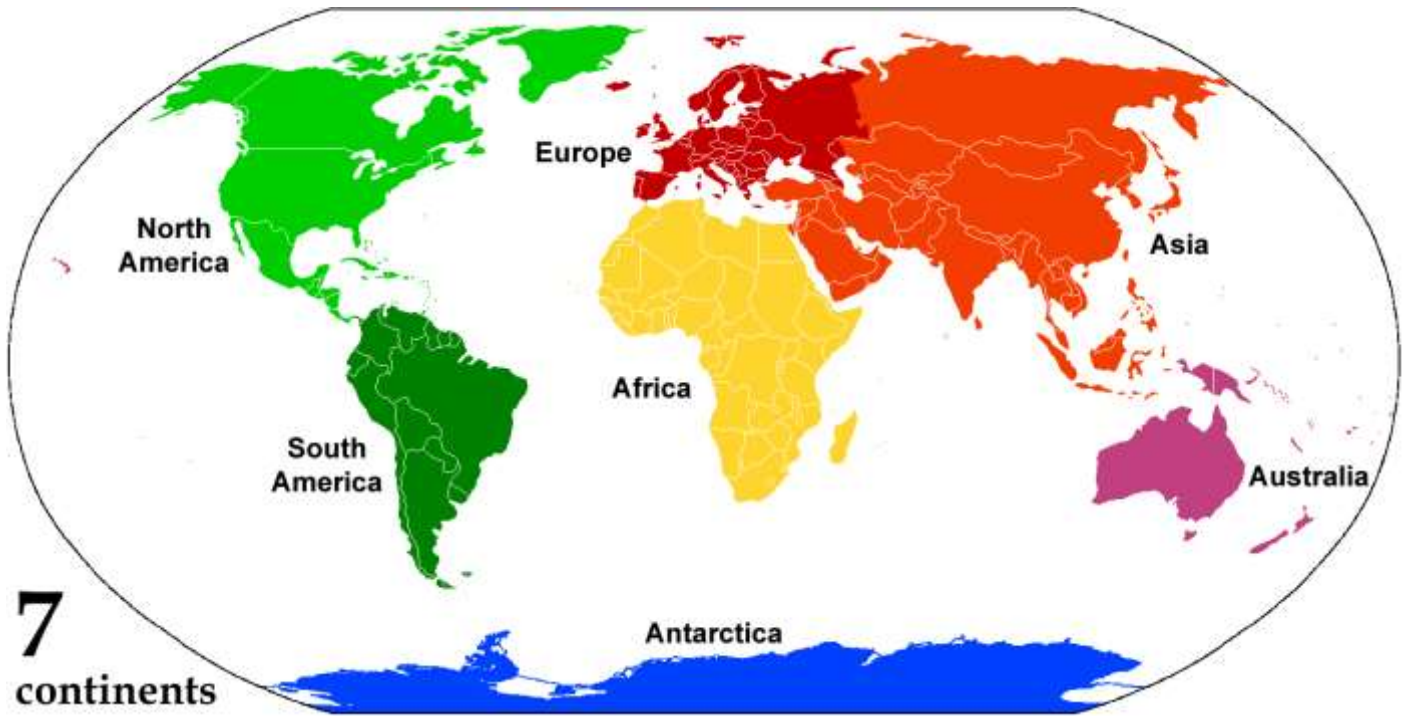 Europe
North
America
Asia
Africa
South
America
Australia
Antarctica
7
continents